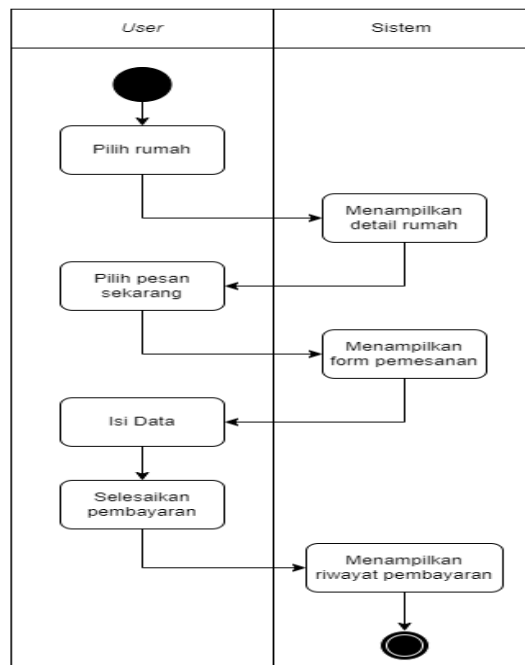 User
Sistem
Pilih rumah
Menampilkan
detail rumah
Pilih pesan
sekarang
Menampilkan
form pemesanan
Isi Data
Selesaikan
pembayaran
Menampilkan
riwayat pembayaran